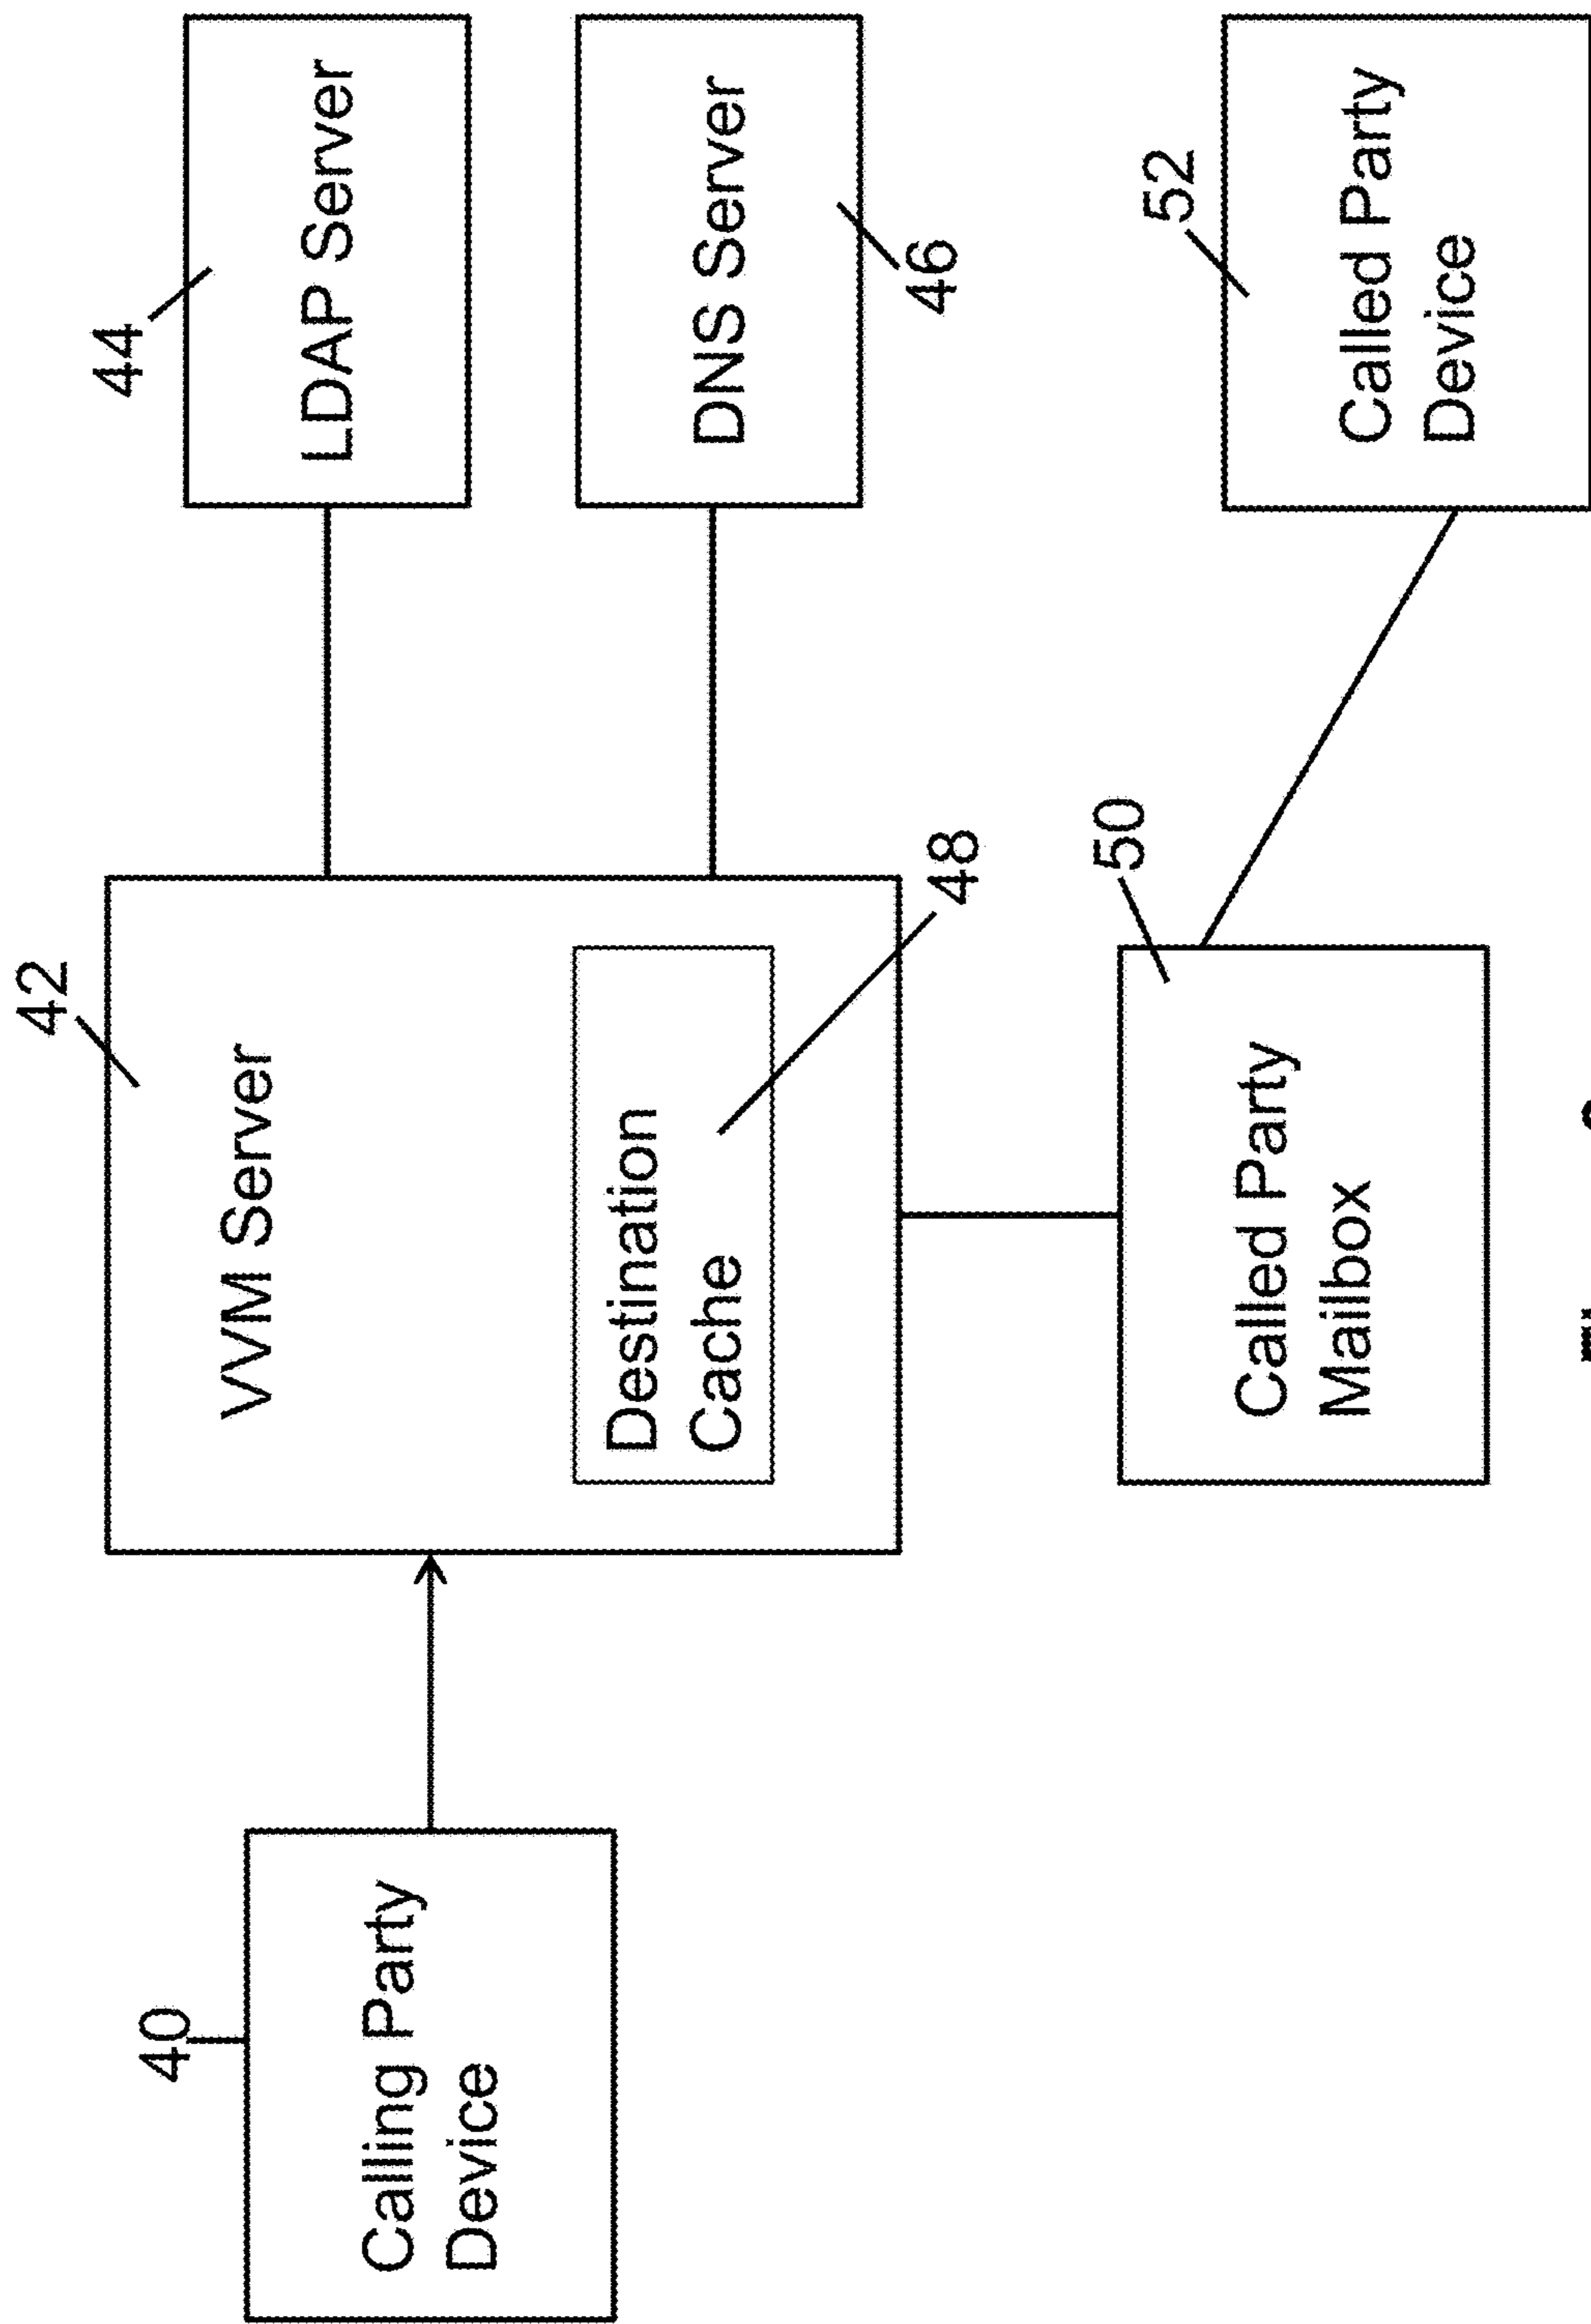 42
44
40
VVM Server
LDAP Server
Calling Party
Device
Destination
Cache
DNS Server
48
46
50
52
Called Party
Mailbox
Called Party
Device